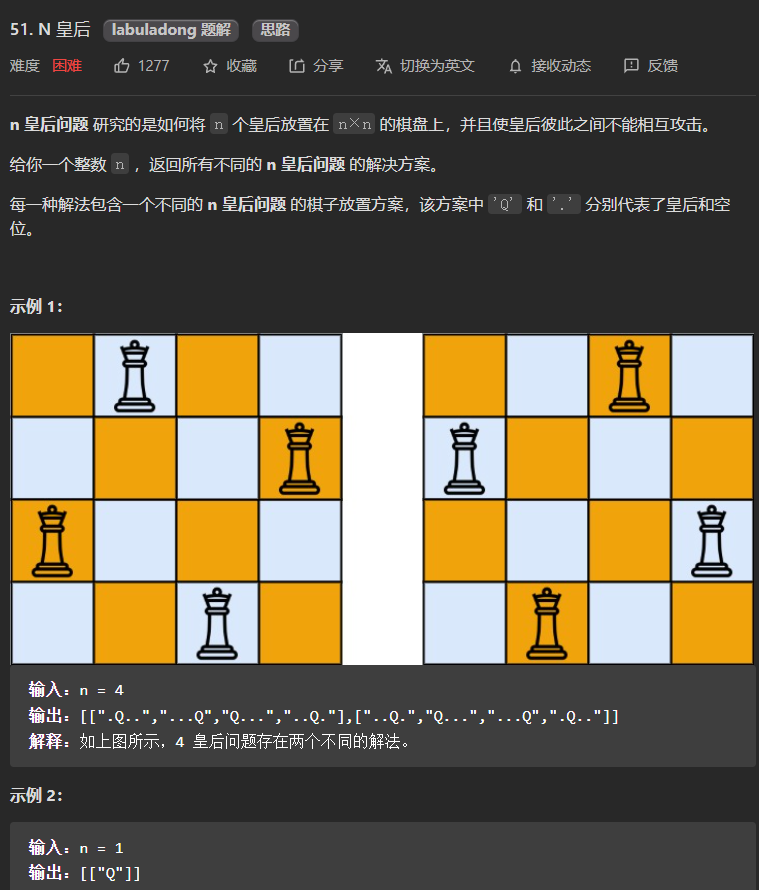 51. N 皇后 labuladong 题解 思路
难度 困难 1277 收藏 分享 切换为英文 接收动态 反馈
n 皇后问题 研究的是如何将 n 个皇后放置在 n×n 的棋盘上，并且使皇后彼此之间不能相互攻击。
给你一个整数 n ，返回所有不同的 n 皇后问题 的解决方案。
每一种解法包含一个不同的 n 皇后问题 的棋子放置方案，该方案中 'Q' 和 '.' 分别代表了皇后和空
位。
示例 1：
输入：n = 4
输出：[[".Q..","...Q","Q...","..Q."],["..Q.","Q...","...Q",".Q.."]]
解释：如上图所示，4 皇后问题存在两个不同的解法。
示例 2：
输入：n = 1
输出：[["Q"]]